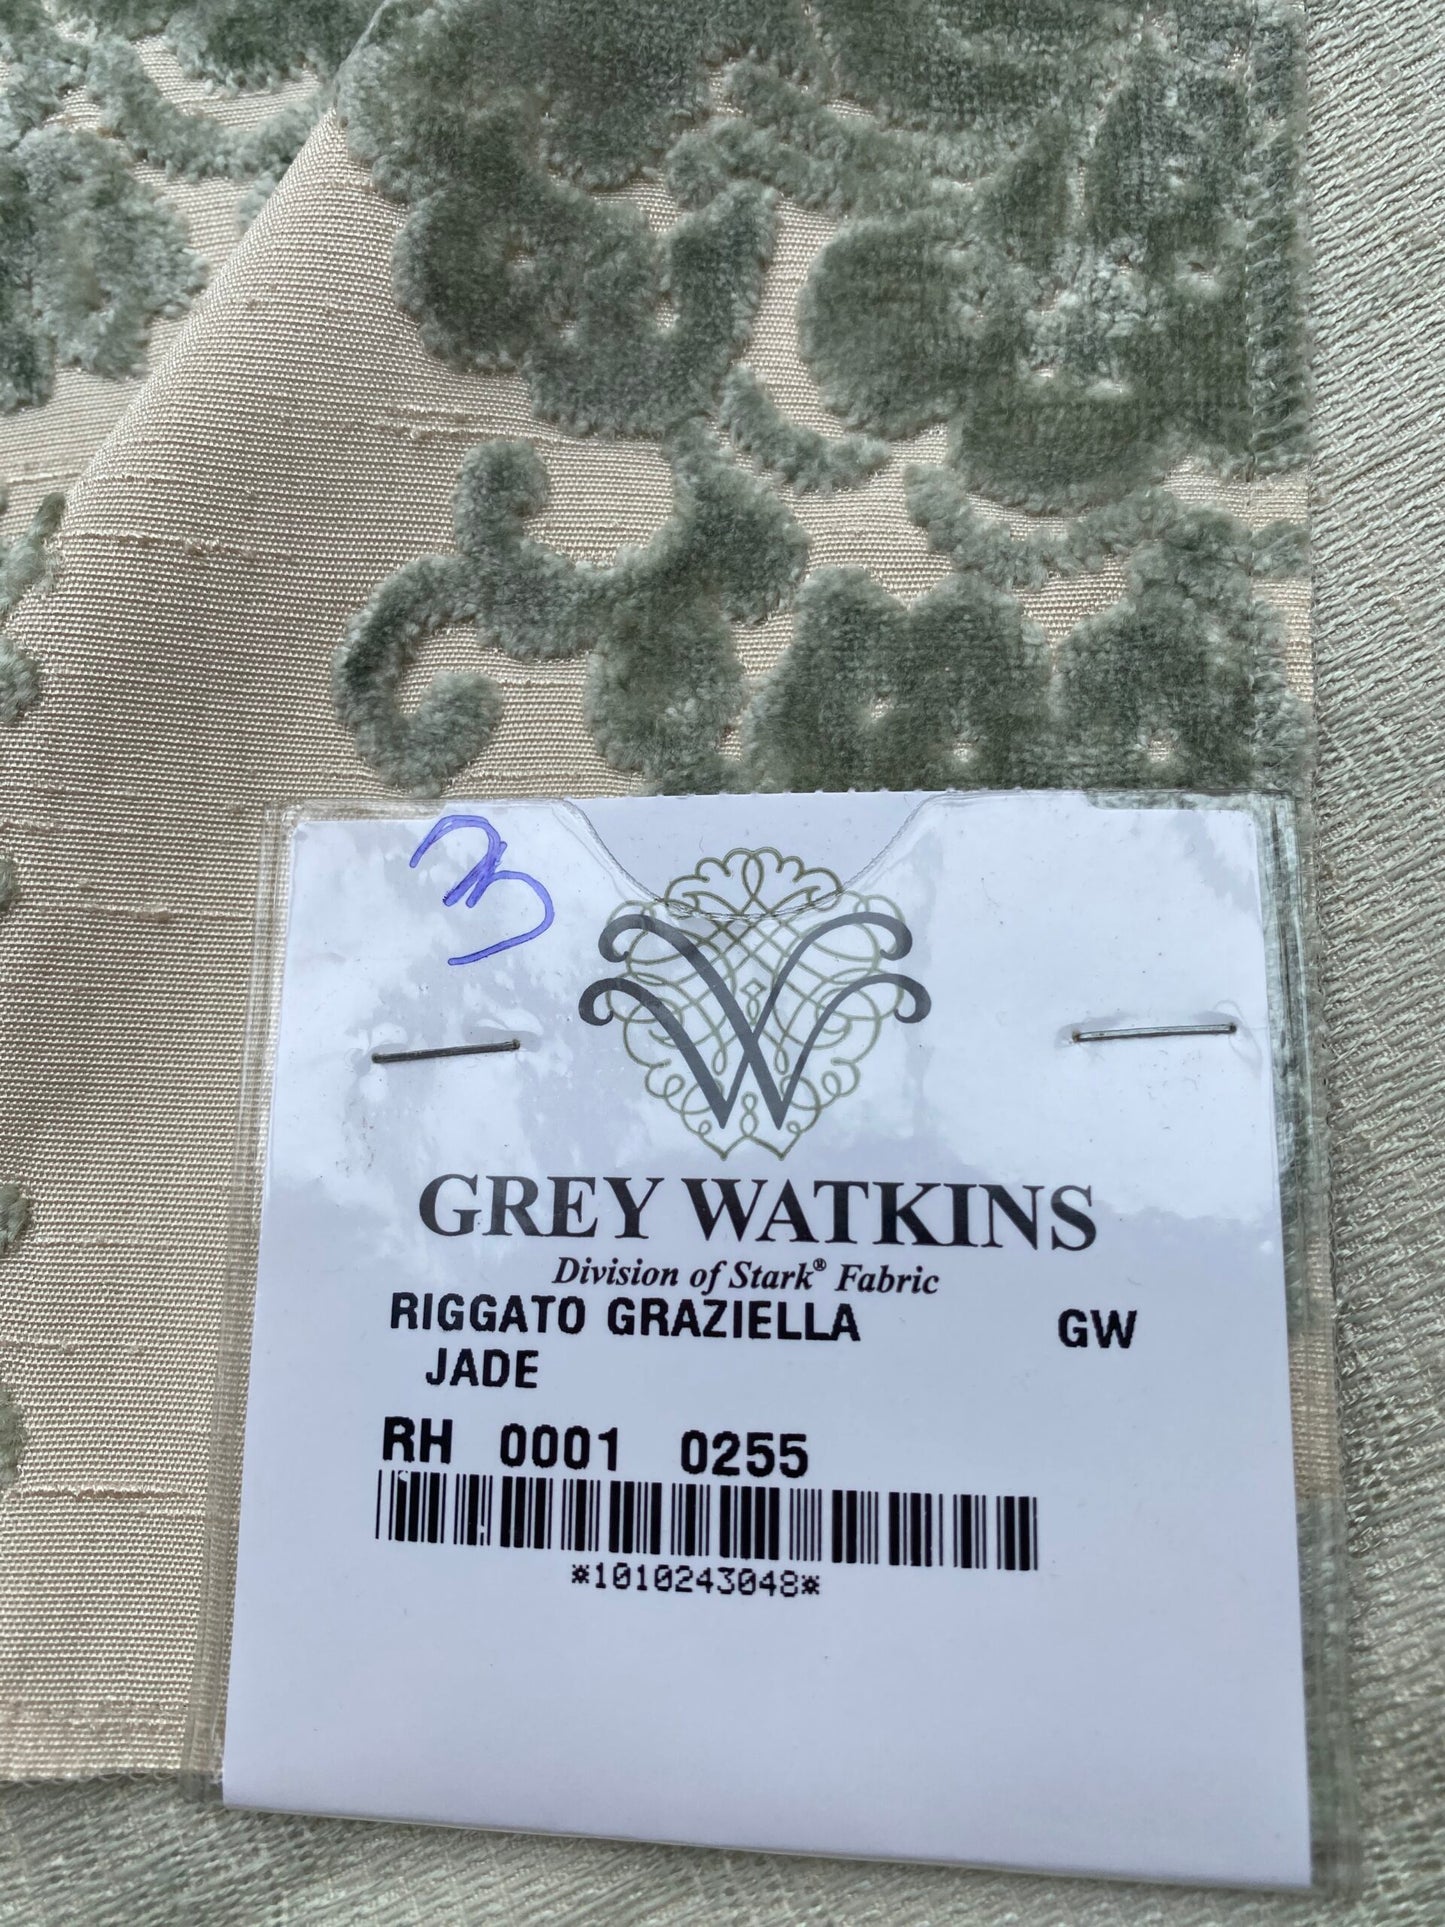 3
GREY WATKINS
Division of Stark® Fabric
RIGGATO GRAZIELLA GW
JADE
RH 0001 0255
*1010243048*